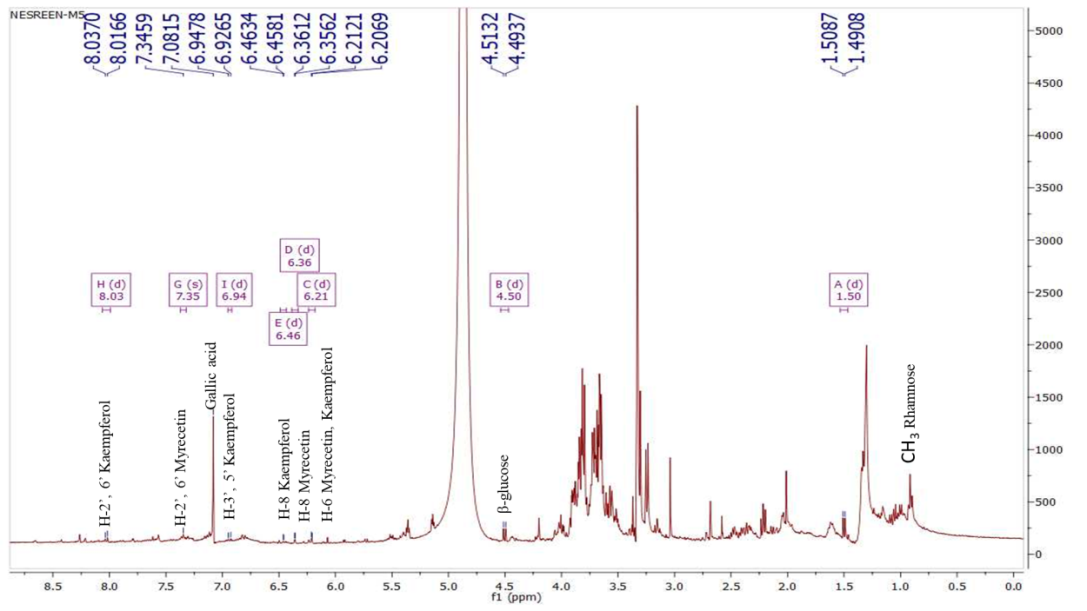 NESREEN-M5
8.0370
8.0166
7.3459
7.0815
6.9478
6.9265
6.4634
6.4581
6.3612
6.3562
6.2121
6.2069
4.5132
4.4937
1.5087
1.4908
D (d)
6.36
H (d)
8.03
G (s)
7.35
I (d)
6.94
C (d)
6.21
B (d)
4.50
A (d)
1.50
E (d)
6.46
H-2', 6' Kaempferol
H-2', 6' Myrecetin
Gallic acid
H-3', 5' Kaempferol
H-8 Kaempferol
H-8 Myrecetin
H-6 Myrecetin, Kaempferol
β-glucose
CH3 Rhamnose
5000
4500
4000
3500
3000
2500
2000
1500
1000
500
0
8.5 8.0 7.5 7.0 6.5 6.0 5.5 5.0 4.5 4.0 3.5 3.0 2.5 2.0 1.5 1.0 0.5 0.0
f1 (ppm)